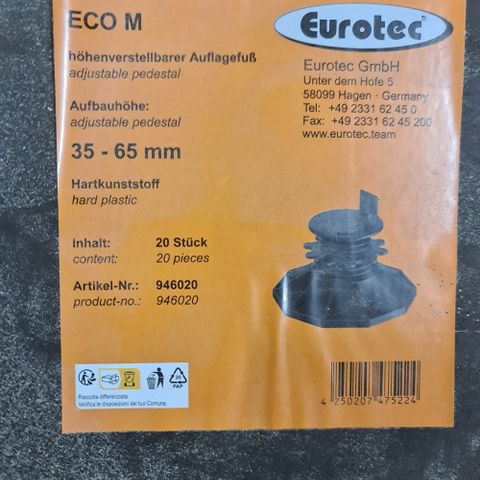 ECO M
höhenverstellbarer Auflagefuß
adjustable pedestal
Aufbauhöhe:
adjustable pedestal
35 - 65 mm
Hartkunststoff
hard plastic
Inhalt: 20 Stück
content: 20 pieces
Artikel-Nr.: 946020
product-no.: 946020
Eurotec®
Eurotec GmbH
Unter dem Hofe 5
58099 Hagen · Germany
Tel: +49 2331 62 45 0
Fax: +49 2331 62 45 200
www.eurotec.team
PAP
Raccolta differenziata
Verifica le disposizioni del tuo Comune.
4 250207 475224